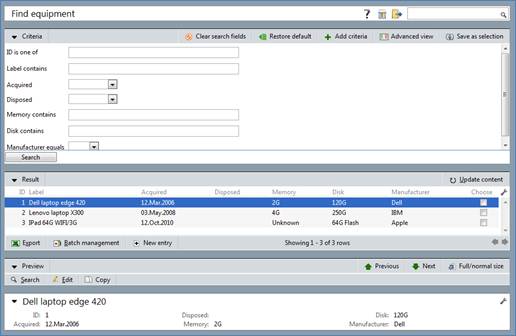 Find equipment
?
Criteria Clear search fields Restore default Add criteria Advanced view Save as selection
ID is one of
Label contains
Acquired
Disposed
Memory contains
Disk contains
Manufacturer equals
Search
Result Update content
ID Label Acquired Disposed Memory Disk Manufacturer Choose
1 Dell laptop edge 420 12.Mar.2006 2G 120G Dell
2 Lenovo laptop X300 03.May.2008 4G 250G IBM
3 IPad 64G WIFI/3G 12.Oct.2010 Unknown 64G Flash Apple
Export Batch management New entry Showing 1 - 3 of 3 rows
Preview Previous Next Full/normal size
Search Edit Copy
Dell laptop edge 420
ID: 1 Disposed: Disk: 120G
Acquired: 12.Mar.2006 Memory: 2G Manufacturer: Dell